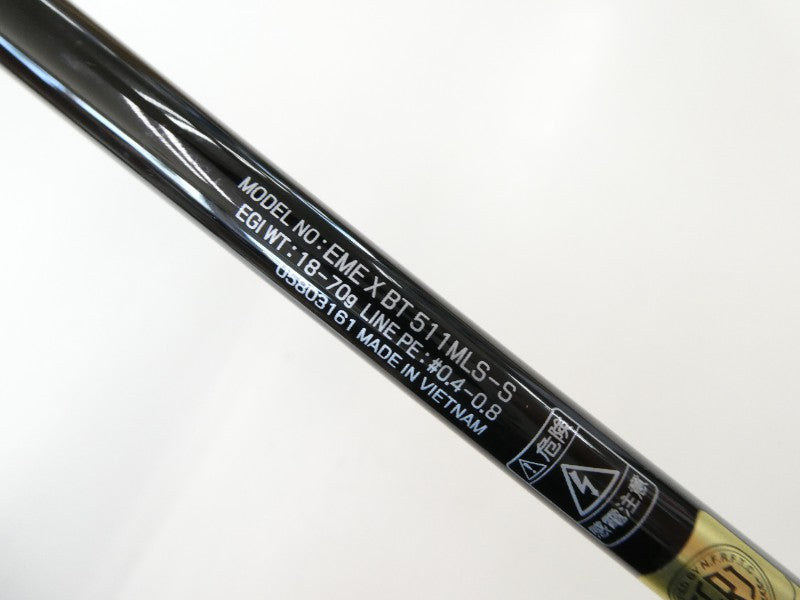 MODEL NO : EME X BT 511MLS-S
EGI WT : 18-70g LINE PE : #0.4-0.8
05803161 MADE IN VIETNAM
危険
感電注意